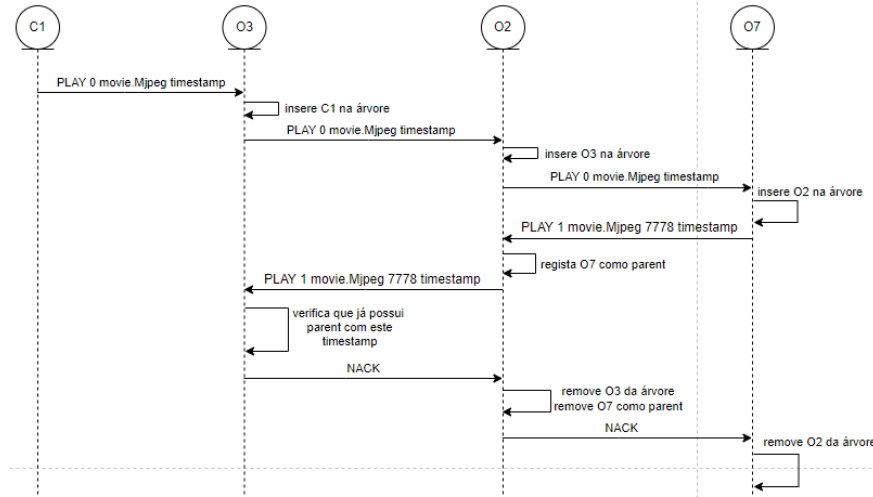 C1
O3
O2
O7
PLAY 0 movie.Mjpeg timestamp
insere C1 na árvore
PLAY 0 movie.Mjpeg timestamp
insere O3 na árvore
PLAY 0 movie.Mjpeg timestamp
insere O2 na árvore
PLAY 1 movie.Mjpeg 7778 timestamp
regista O7 como parent
PLAY 1 movie.Mjpeg 7778 timestamp
verifica que já possui
parent com este
timestamp
NACK
remove O3 da árvore
remove O7 como parent
NACK
remove O2 da árvore